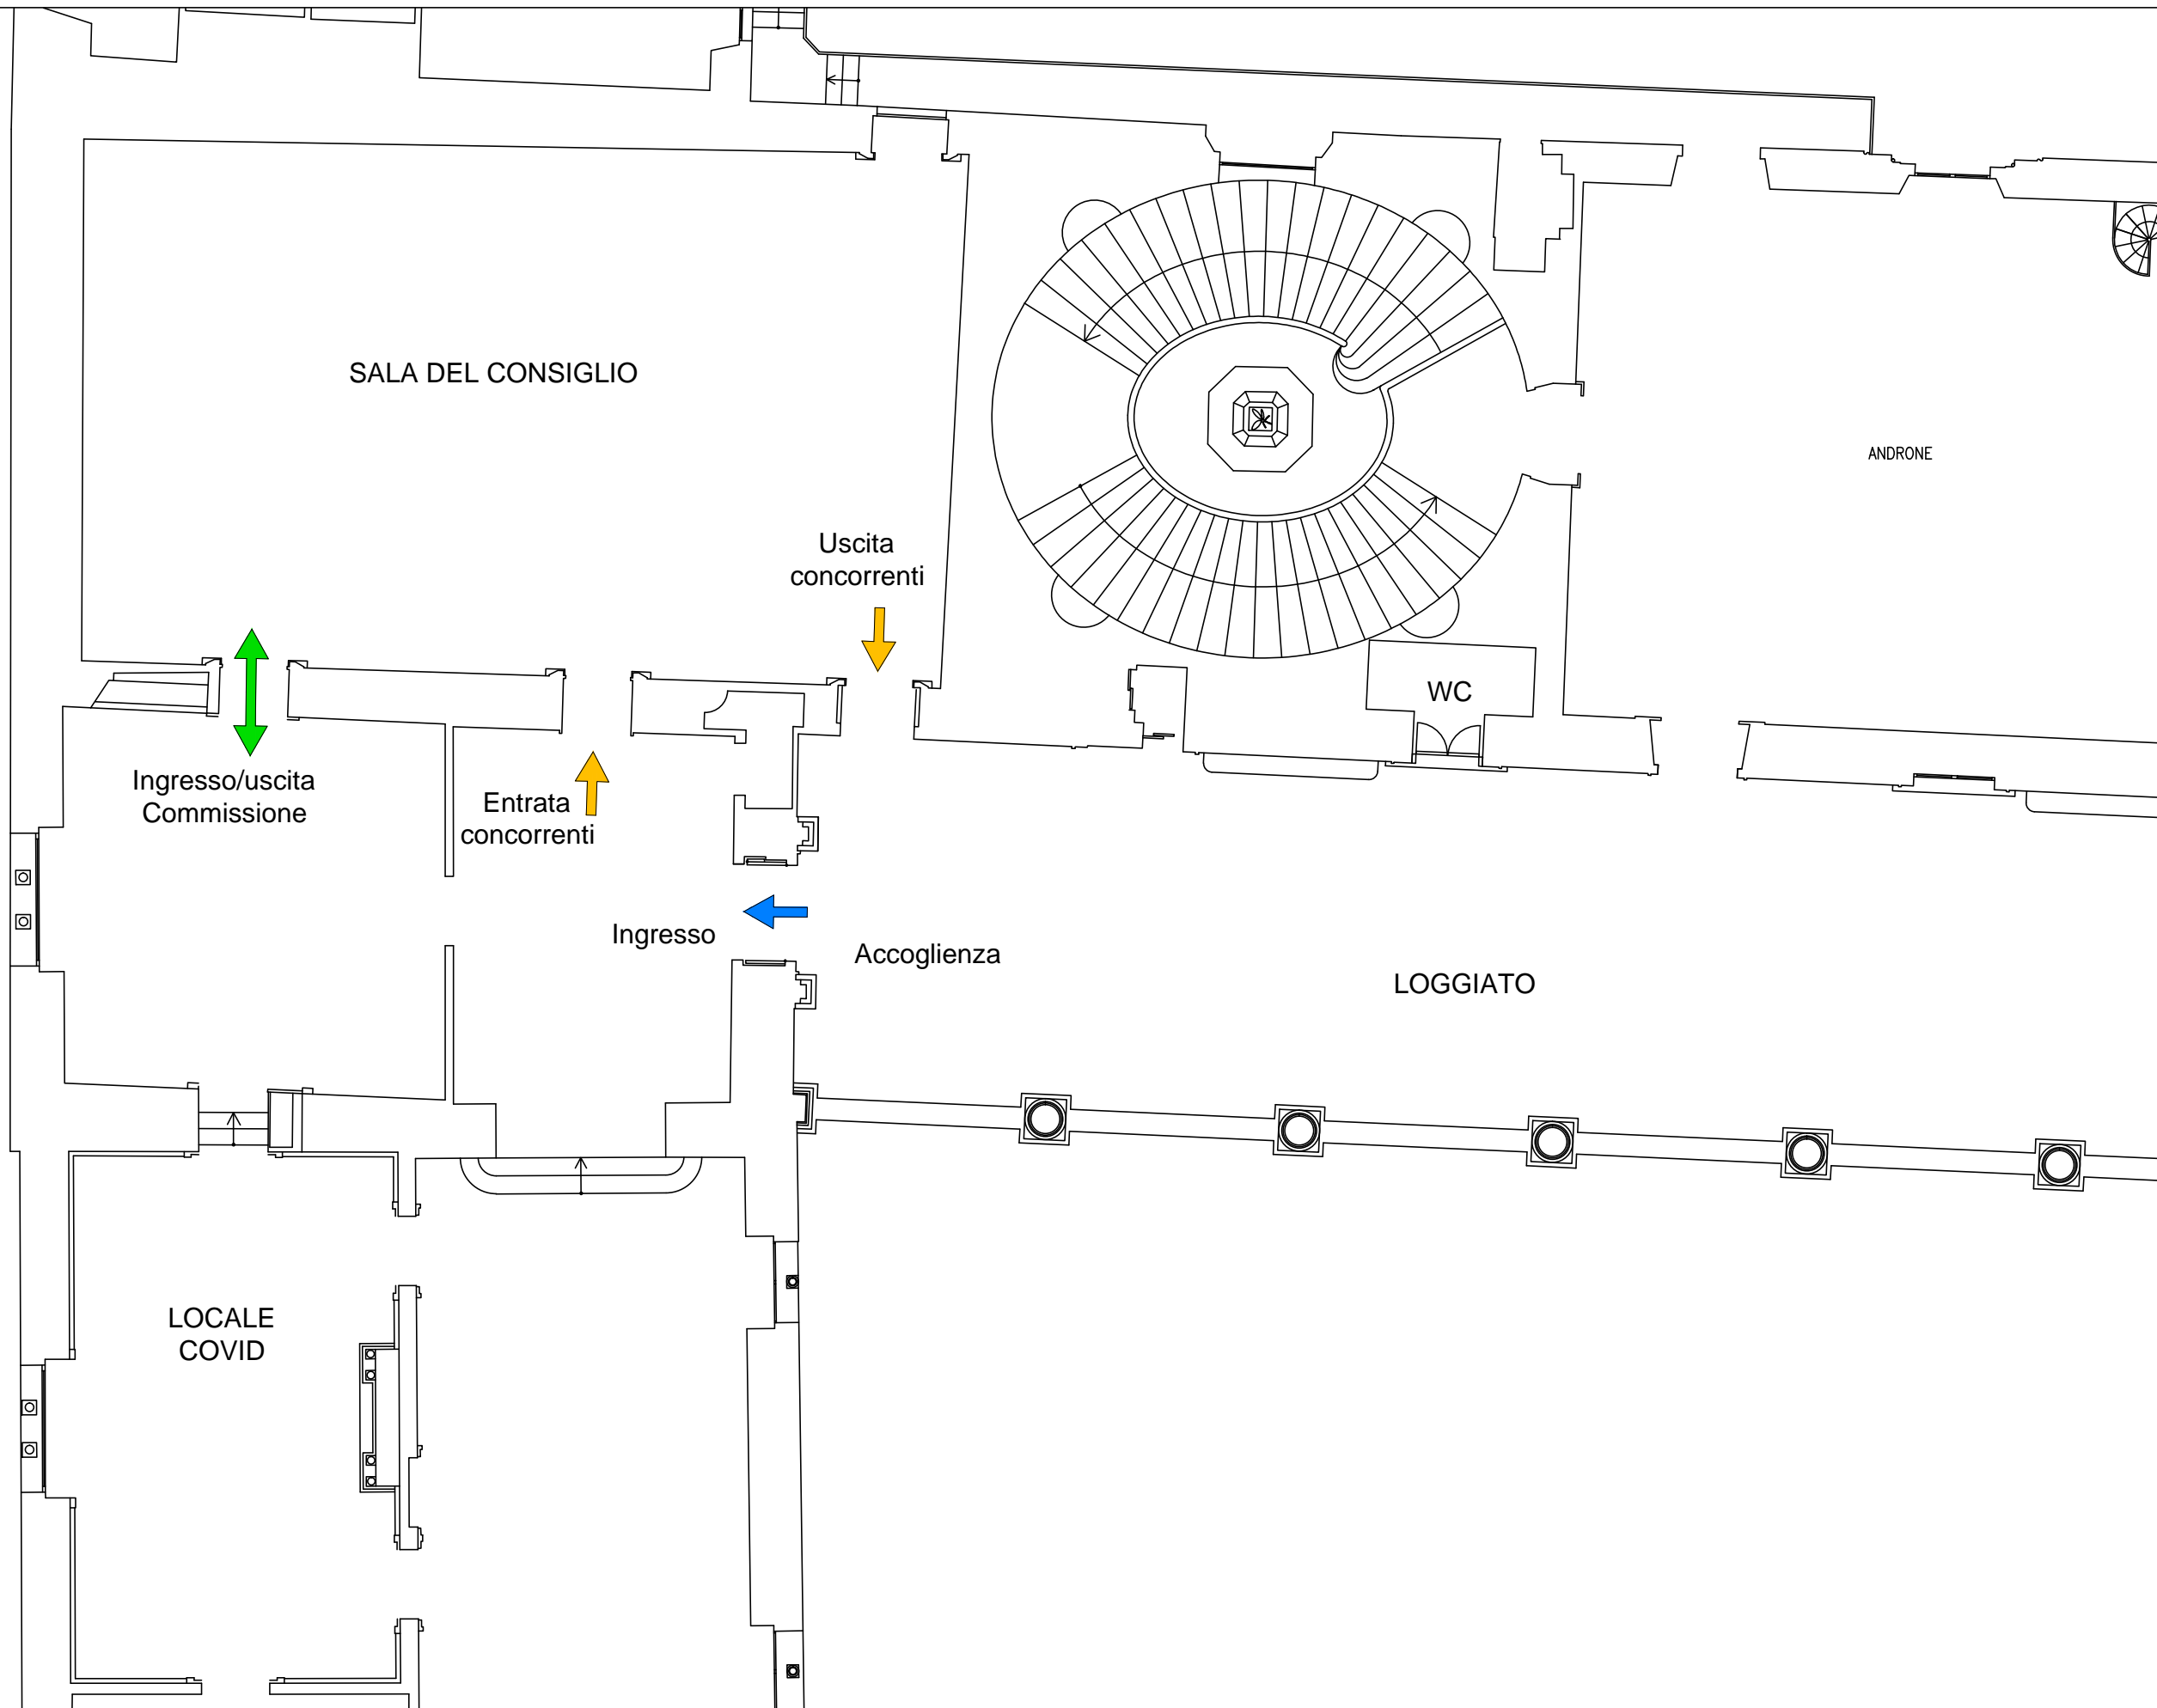 SALA DEL CONSIGLIO
ANDRONE
Uscita
concorrenti
WC
Ingresso/uscita
Commissione
Entrata
concorrenti
Ingresso
Accoglienza
LOGGIATO
LOCALE
COVID